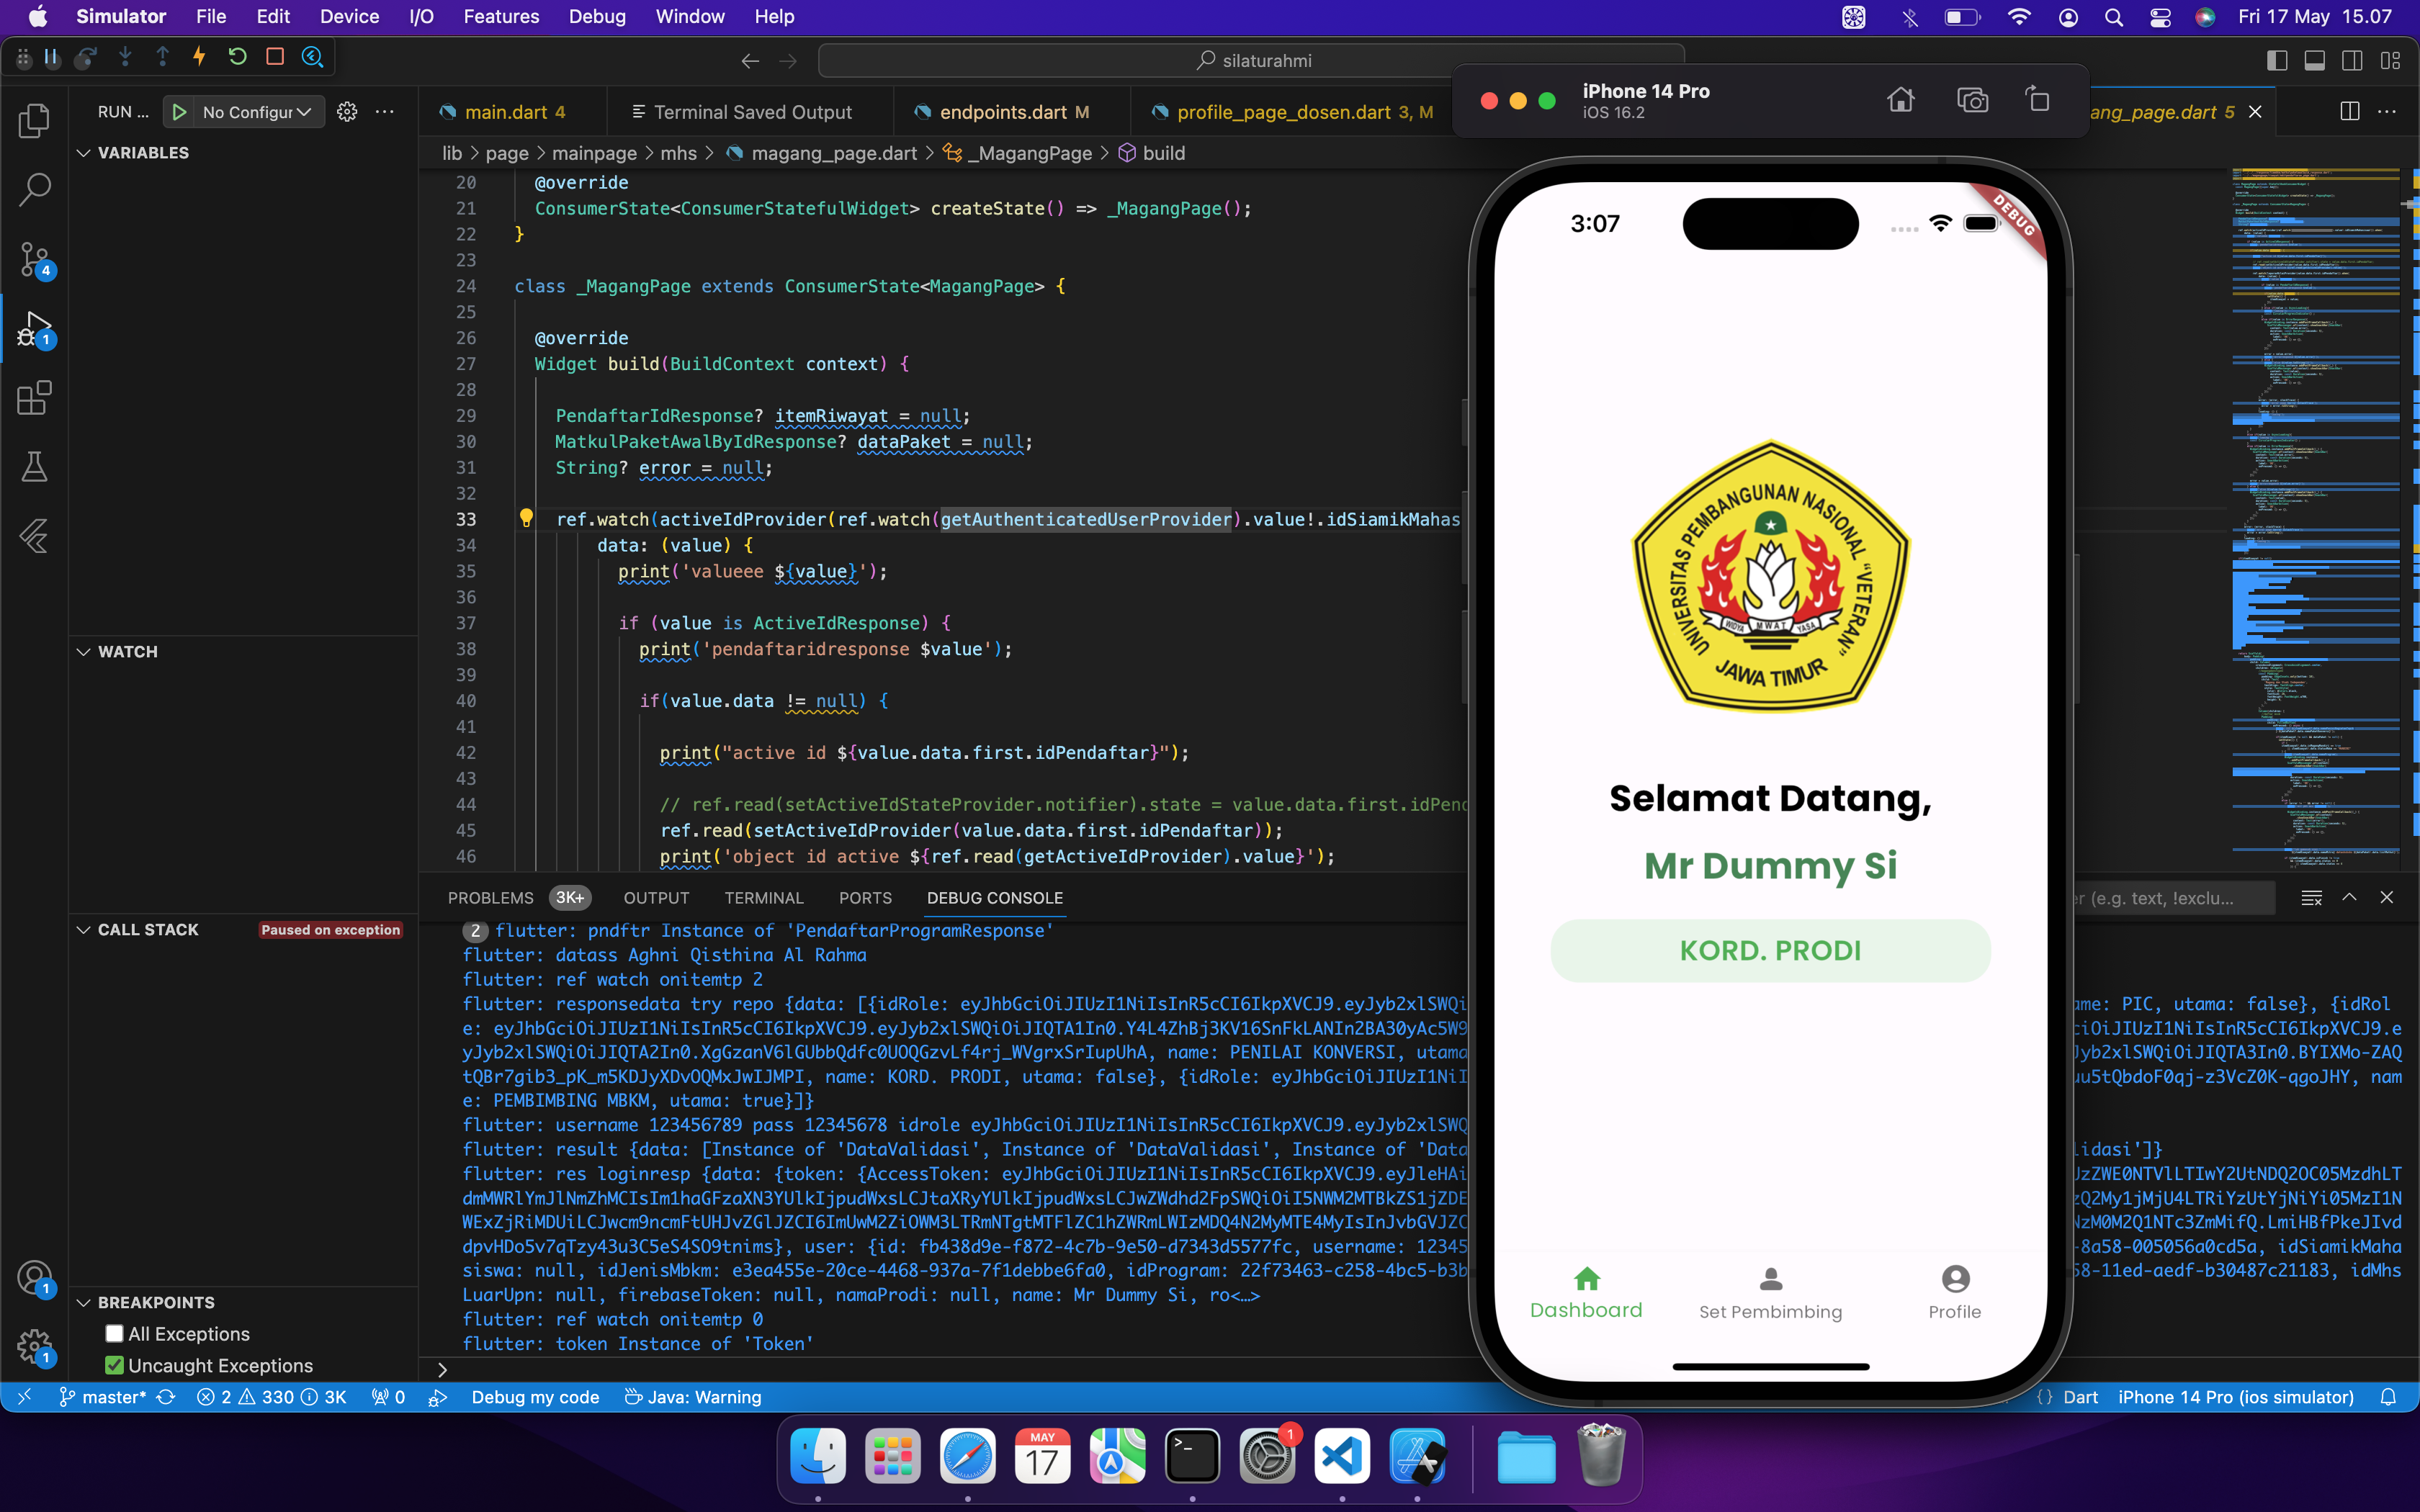 Simulator File Edit Device I/O Features Debug Window Help
Fri 17 May 15.07
silaturahmi
RUN ... No Configur
main.dart 4
Terminal Saved Output
endpoints.dart M
profile_page_dosen.dart 3, M
ang_page.dart 5
lib > page > mainpage > mhs > magang_page.dart > _MagangPage > build
VARIABLES
WATCH
CALL STACK
Paused on exception
BREAKPOINTS
All Exceptions
Uncaught Exceptions
4
1
1
1
20 @override
21 ConsumerState<ConsumerStatefulWidget> createState() => _MagangPage();
22 }
23
24 class _MagangPage extends ConsumerState<MagangPage> {
25
26 @override
27 Widget build(BuildContext context) {
28
29 PendaftarIdResponse? itemRiwayat = null;
30 MatkulPaketAwalByIdResponse? dataPaket = null;
31 String? error = null;
32
33 ref.watch(activeIdProvider(ref.watch(getAuthenticatedUserProvider).value!.idSiamikMahas
34 data: (value) {
35 print('valueee ${value}');
36
37 if (value is ActiveIdResponse) {
38 print('pendaftaridresponse $value');
39
40 if(value.data != null) {
41
42 print("active id ${value.data.first.idPendaftar}");
43
44 // ref.read(setActiveIdStateProvider.notifier).state = value.data.first.idPend
45 ref.read(setActiveIdProvider(value.data.first.idPendaftar));
46 print('object id active ${ref.read(getActiveIdProvider).value}');
PROBLEMS 3K+ OUTPUT TERMINAL PORTS DEBUG CONSOLE
er (e.g. text, !exclu...
2 flutter: pndftr Instance of 'PendaftarProgramResponse'
flutter: datass Aghni Qisthina Al Rahma
flutter: ref watch onitemtp 2
flutter: responsedata try repo {data: [{idRole: eyJhbGciOiJIUzI1NiIsInR5cCI6IkpXVCJ9.eyJyb2xlSWQi ame: PIC, utama: false}, {idRol
e: eyJhbGciOiJIUzI1NiIsInR5cCI6IkpXVCJ9.eyJyb2xlSWQiOiJIQTA1In0.Y4L4ZhBj3KV16SnFkLANIn2BA30yAc5W9 ciOiJIUzI1NiIsInR5cCI6IkpXVCJ9.e
yJyb2xlSWQiOiJIQTA2In0.XgGzanV6lGUbbQdfc0UOQGzvLf4rj_WVgrxSrIupUhA, name: PENILAI KONVERSI, utama Jyb2xlSWQiOiJIQTA3In0.BYIXMo-ZAQ
tQBr7gib3_pK_m5KDJyXDvOQMxJwIJMPI, name: KORD. PRODI, utama: false}, {idRole: eyJhbGciOiJIUzI1NiI uu5tQbdoF0qj-z3VcZ0K-qgoJHY, nam
e: PEMBIMBING MBKM, utama: true}]}
flutter: username 123456789 pass 12345678 idrole eyJhbGciOiJIUzI1NiIsInR5cCI6IkpXVCJ9.eyJyb2xlSWQ
flutter: result {data: [Instance of 'DataValidasi', Instance of 'DataValidasi', Instance of 'Data lidasi']}
flutter: res loginresp {data: {token: {AccessToken: eyJhbGciOiJIUzI1NiIsInR5cCI6IkpXVCJ9.eyJleHAi JzZWE0NTVlLTIwY2UtNDQ2OC05MzdhLT
dmMWRlYmJlNmZhMCIsIm1haGFzaXN3YUlkIjpudWxsLCJtaXRyYUlkIjpudWxsLCJwZWdhd2FpSWQiOiI5NWM2MTBkZS1jZDE zQ2My1jMjU4LTRiYzUtYjNiYi05MzI1N
WExZjRiMDUiLCJwcm9ncmFtUHJvZGlJZCI6ImUwM2ZiOWM3LTRmNTgtMTFlZC1hZWRmLWIzMDQ4N2MyMTE4MyIsInJvbGVJZC NzM0M2Q1NTc3ZmMifQ.LmiHBfPkeJIvd
dpvHDo5v7qTzy43u3C5eS4SO9tnims}, user: {id: fb438d9e-f872-4c7b-9e50-d7343d5577fc, username: 12345 -8a58-005056a0cd5a, idSiamikMaha
siswa: null, idJenisMbkm: e3ea455e-20ce-4468-937a-7f1debbe6fa0, idProgram: 22f73463-c258-4bc5-b3b 58-11ed-aedf-b30487c21183, idMhs
LuarUpn: null, firebaseToken: null, namaProdi: null, name: Mr Dummy Si, ro<…>
flutter: ref watch onitemtp 0
flutter: token Instance of 'Token'
master* 2 330 3K 0 Debug my code Java: Warning
{} Dart iPhone 14 Pro (ios simulator)
iPhone 14 Pro
iOS 16.2
3:07
DEBUG
UNIVERSITAS PEMBANGUNAN NASIONAL "VETERAN"
WIDYA MWAT YASA
JAWA TIMUR
Selamat Datang,
Mr Dummy Si
KORD. PRODI
Dashboard Set Pembimbing Profile
MAY
17
1